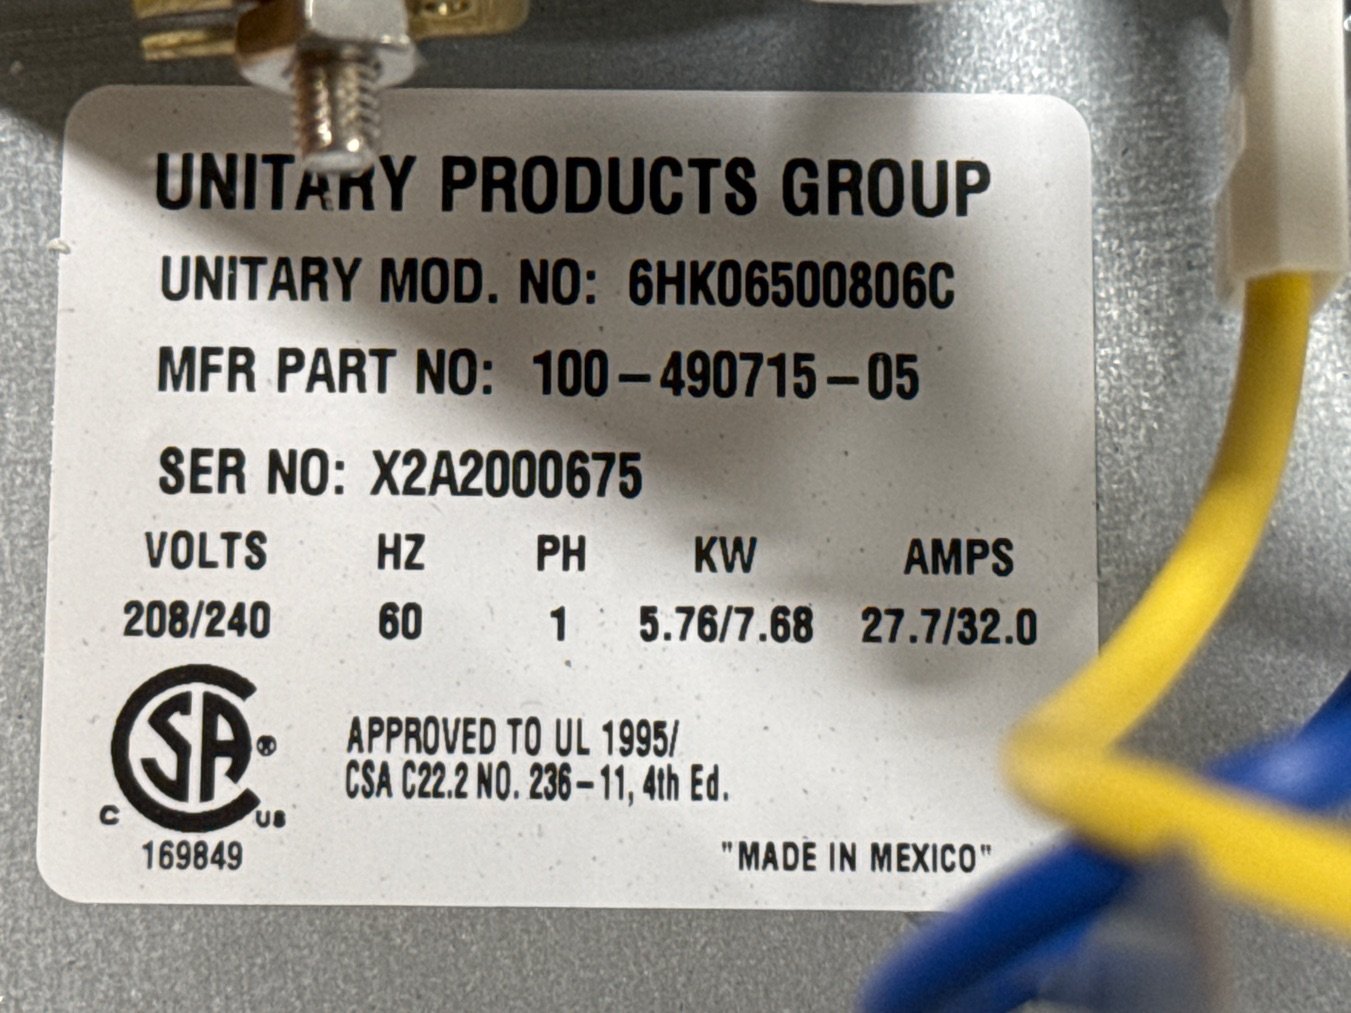 UNITARY PRODUCTS GROUP
UNITARY MOD. NO: 6HK06500806C
MFR PART NO: 100-490715-05
SER NO: X2A2000675
VOLTS HZ PH KW AMPS
208/240 60 1 5.76/7.68 27.7/32.0
SA ®
C US
169849
APPROVED TO UL 1995/
CSA C22.2 NO. 236-11, 4th Ed.
"MADE IN MEXICO"